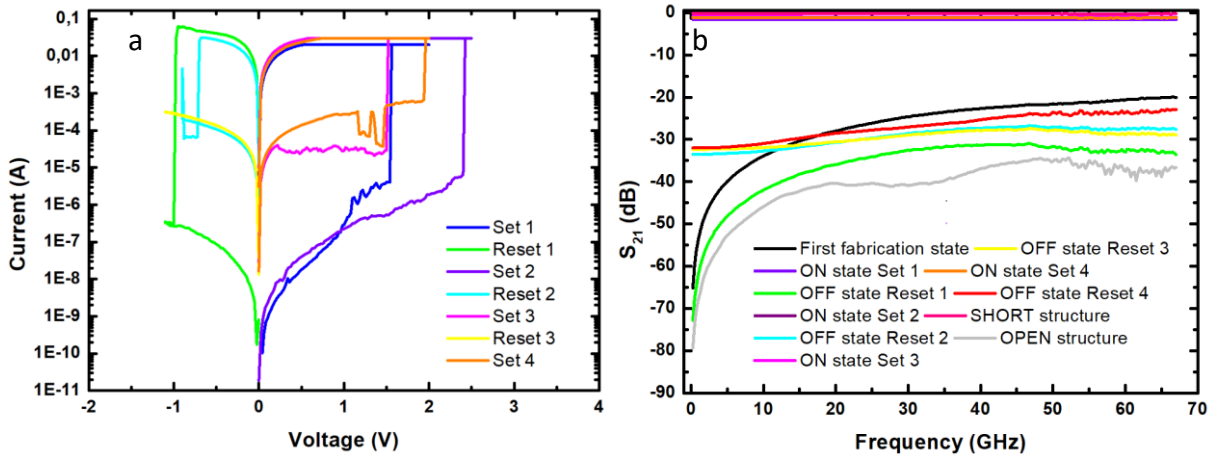 a
0,1
0,01
1E-3
1E-4
1E-5
1E-6
1E-7
1E-8
1E-9
1E-10
1E-11
Current (A)
-2 -1 0 1 2 3 4
Voltage (V)
Set 1
Reset 1
Set 2
Reset 2
Set 3
Reset 3
Set 4
b
0
-10
-20
-30
-40
-50
-60
-70
-80
-90
S21 (dB)
0 10 20 30 40 50 60 70
Frequency (GHz)
First fabrication state OFF state Reset 3
ON state Set 1 ON state Set 4
OFF state Reset 1 OFF state Reset 4
ON state Set 2 SHORT structure
OFF state Reset 2 OPEN structure
ON state Set 3